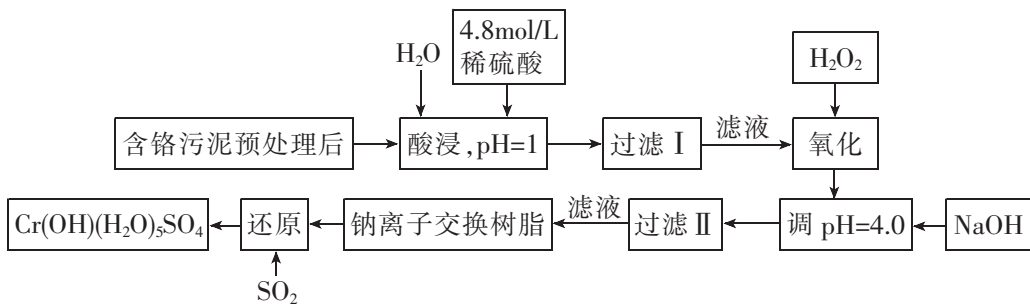 4.8mol/L
稀硫酸
H₂O
H₂O₂
含铬污泥预处理后
酸浸,pH=1
过滤Ⅰ
滤液
氧化
Cr(OH)(H₂O)₅SO₄
还原
钠离子交换树脂
滤液
过滤Ⅱ
调 pH=4.0
NaOH
SO₂